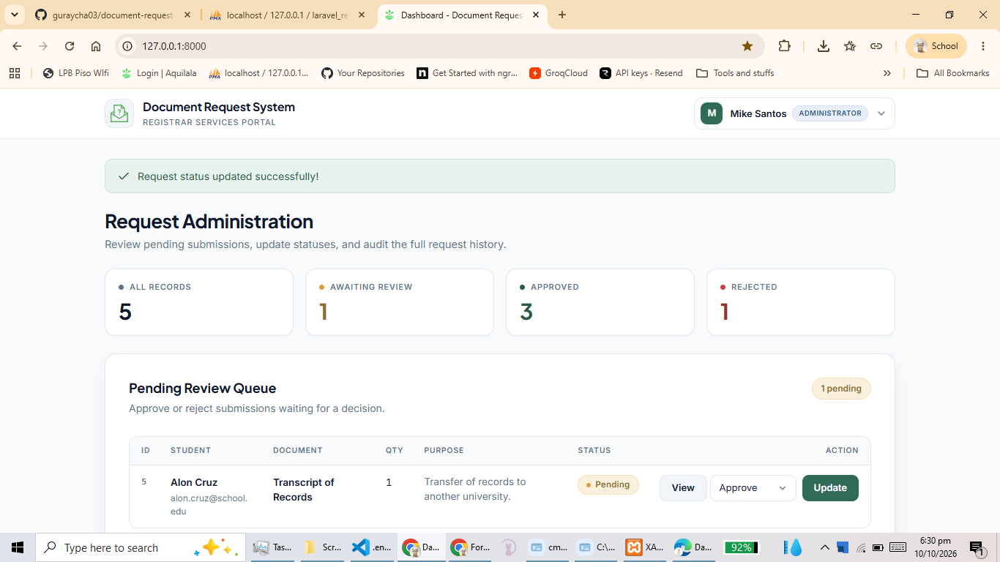 guraycha03/document-request
localhost / 127.0.0.1 / laravel_re
Dashboard - Document Reques
127.0.0.1:8000
School
LPB Piso WIfi
Login | Aquilala
localhost / 127.0.0.1...
Your Repositories
Get Started with ngr...
GroqCloud
API keys · Resend
Tools and stuffs
All Bookmarks
Document Request System
REGISTRAR SERVICES PORTAL
M Mike Santos ADMINISTRATOR
Request status updated successfully!
Request Administration
Review pending submissions, update statuses, and audit the full request history.
ALL RECORDS
5
AWAITING REVIEW
1
APPROVED
3
REJECTED
1
Pending Review Queue
1 pending
Approve or reject submissions waiting for a decision.
ID STUDENT DOCUMENT QTY PURPOSE STATUS ACTION
5
Alon Cruz
alon.cruz@school.
edu
Transcript of
Records
1
Transfer of records to
another university.
Pending
View
Approve
Update
Type here to search
Tas...
Scr...
.en...
Da...
For...
cm...
C:\...
XA...
Da...
92%
6:30 pm
10/10/2026
1